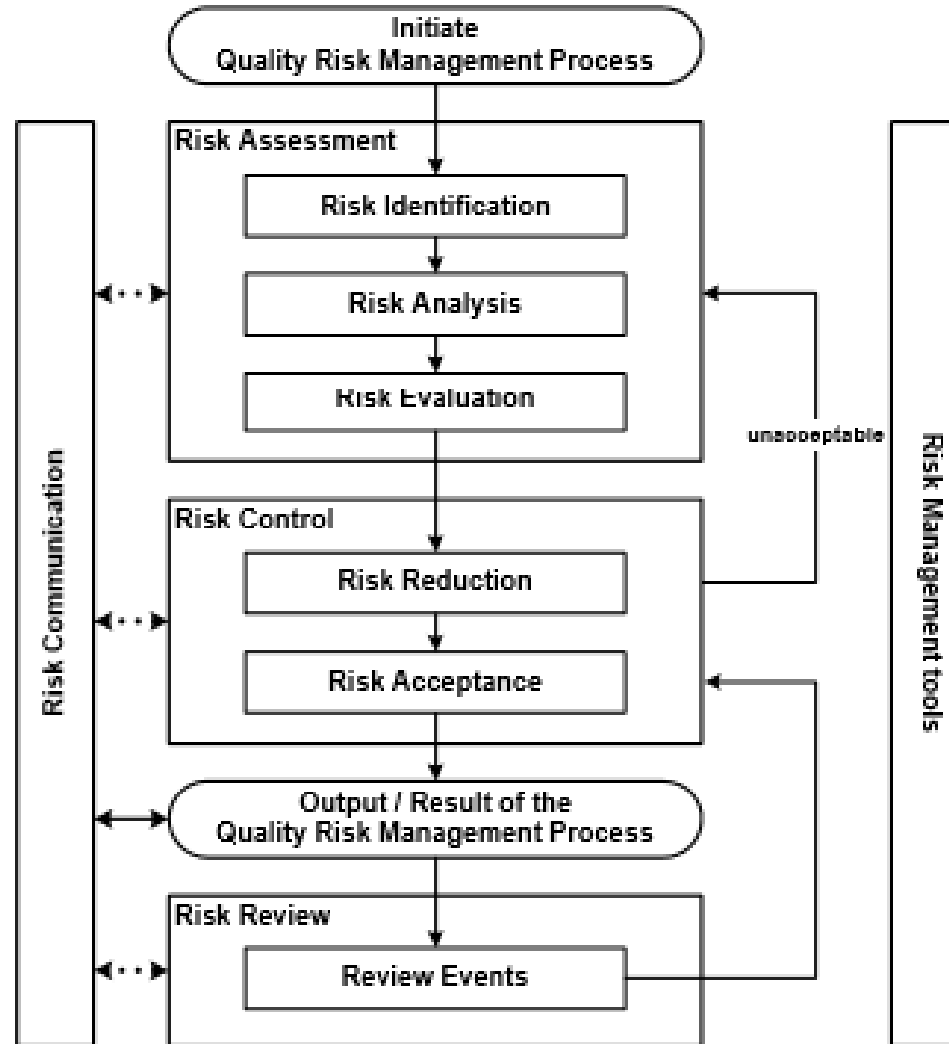 Initiate
Quality Risk Management Process
Risk Assessment
Risk Identification
Risk Analysis
Risk Evaluation
unacceptable
Risk Control
Risk Reduction
Risk Acceptance
Output / Result of the
Quality Risk Management Process
Risk Review
Review Events
Risk Communication
Risk Management tools